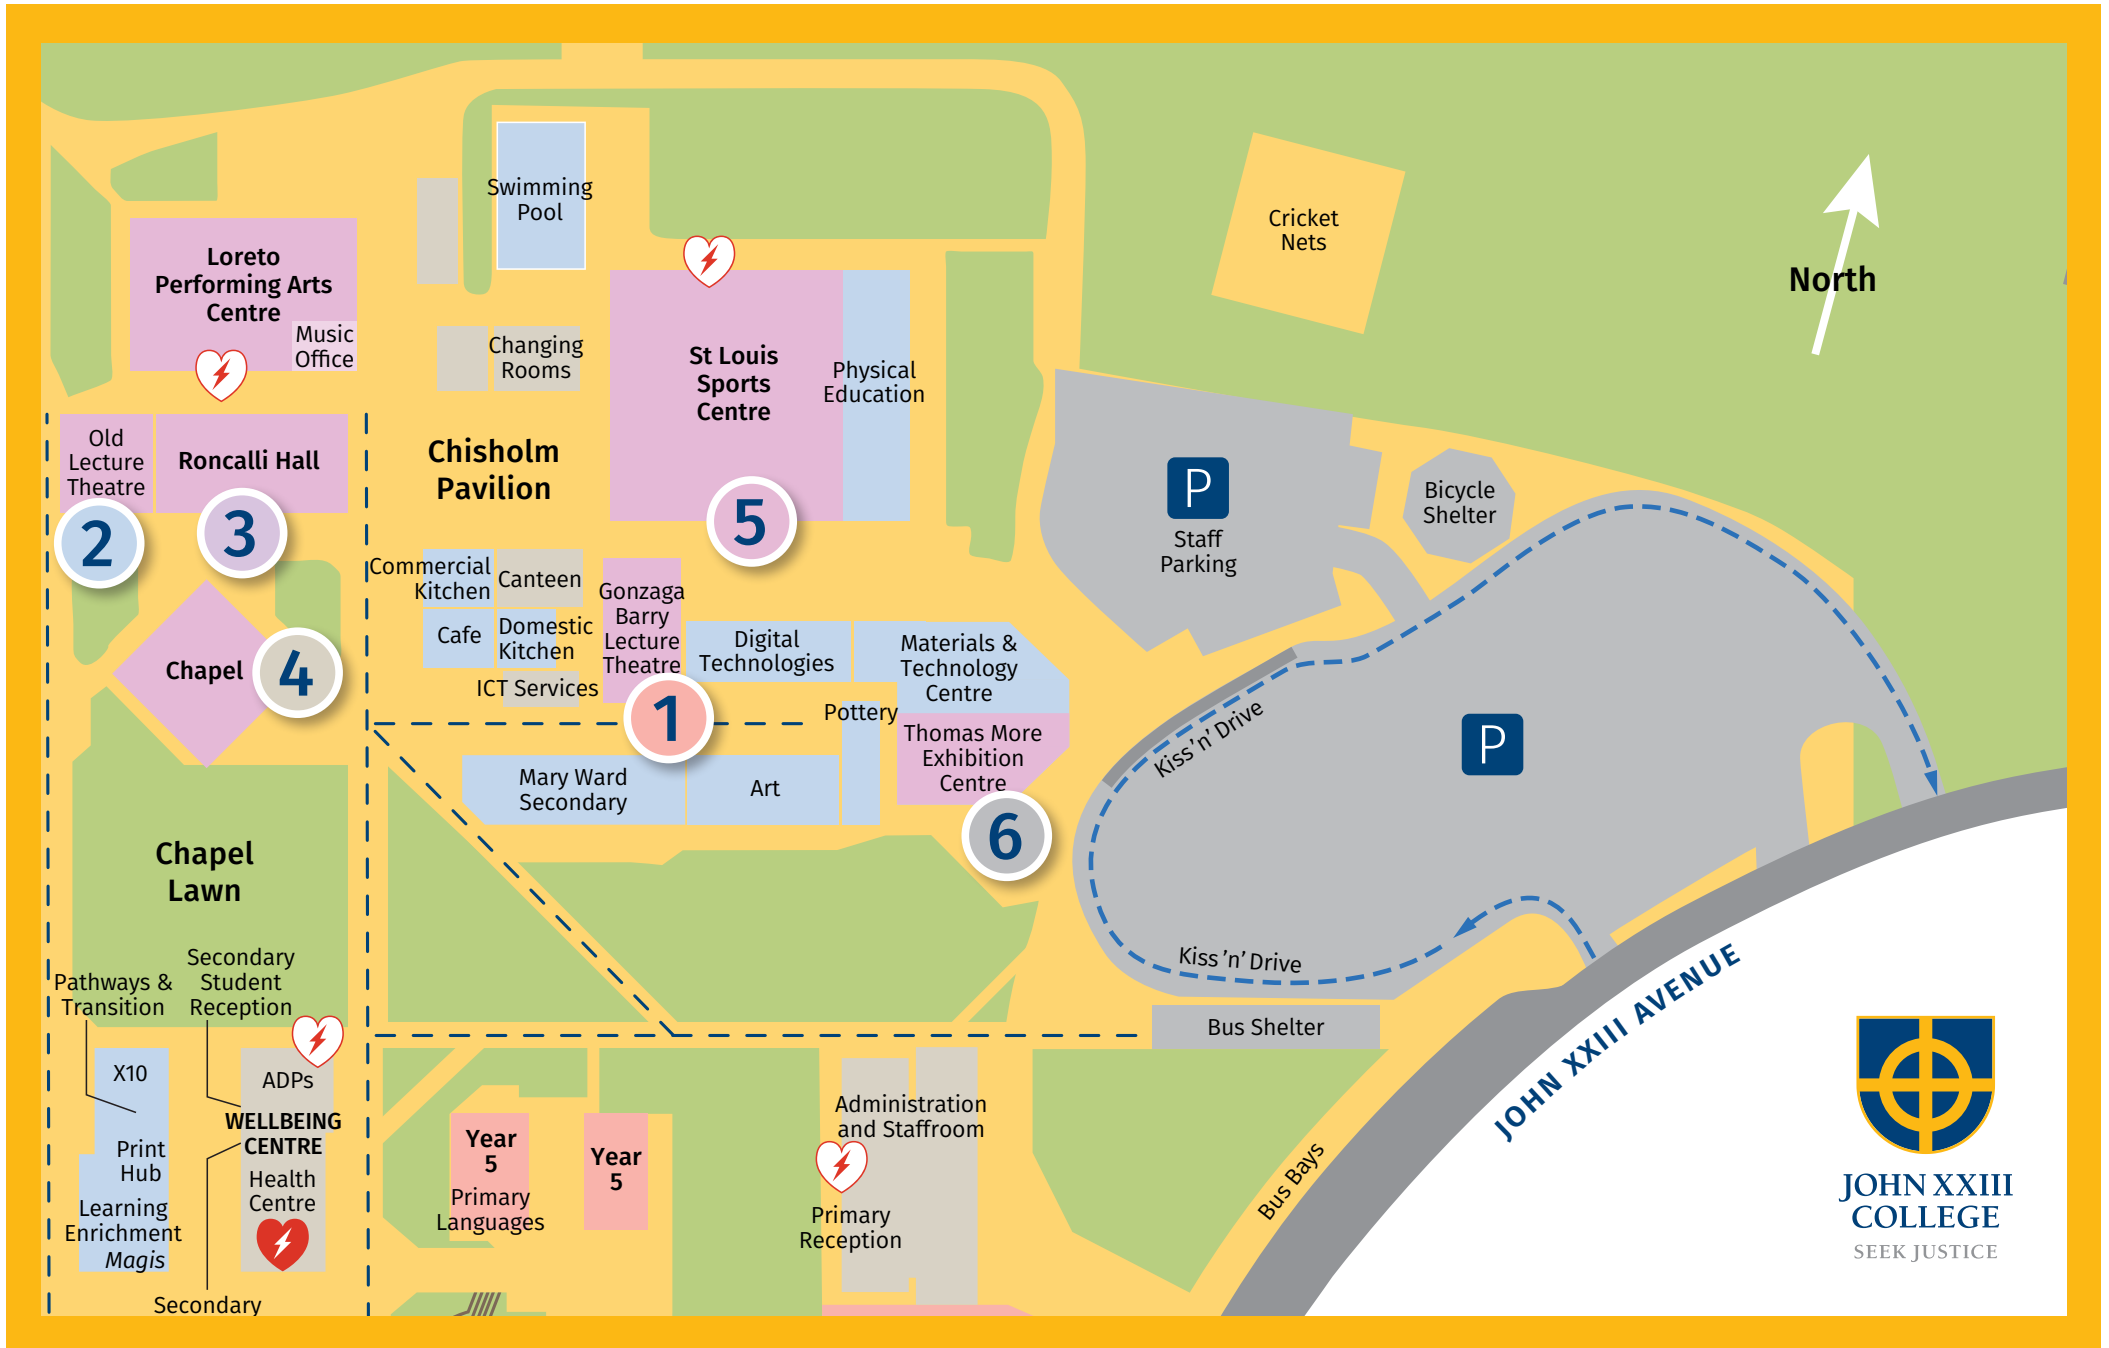 Swimming
Pool
Cricket
Nets
North
Loreto
Performing Arts
Centre
Music
Office
Changing
Rooms
St Louis
Sports
Centre
Physical
Education
Old
Lecture
Theatre
Roncalli Hall
Chisholm
Pavilion
P
Staff
Parking
Bicycle
Shelter
2
3
5
Commercial
Kitchen
Canteen
Cafe
Domestic
Kitchen
ICT Services
Gonzaga
Barry
Lecture
Theatre
Digital
Technologies
Materials &
Technology
Centre
Chapel
4
1
Pottery
Thomas More
Exhibition
Centre
Kiss 'n' Drive
P
Mary Ward
Secondary
Art
6
Chapel
Lawn
Kiss 'n' Drive
Secondary
Student
Reception
Pathways &
Transition
Bus Shelter
JOHN XXIII AVENUE
X10
ADPs
WELLBEING
CENTRE
Print
Hub
Health
Centre
Learning
Enrichment
Magis
Secondary
Year
5
Primary
Languages
Year
5
Administration
and Staffroom
Primary
Reception
Bus Bays
JOHN XXIII
COLLEGE
SEEK JUSTICE